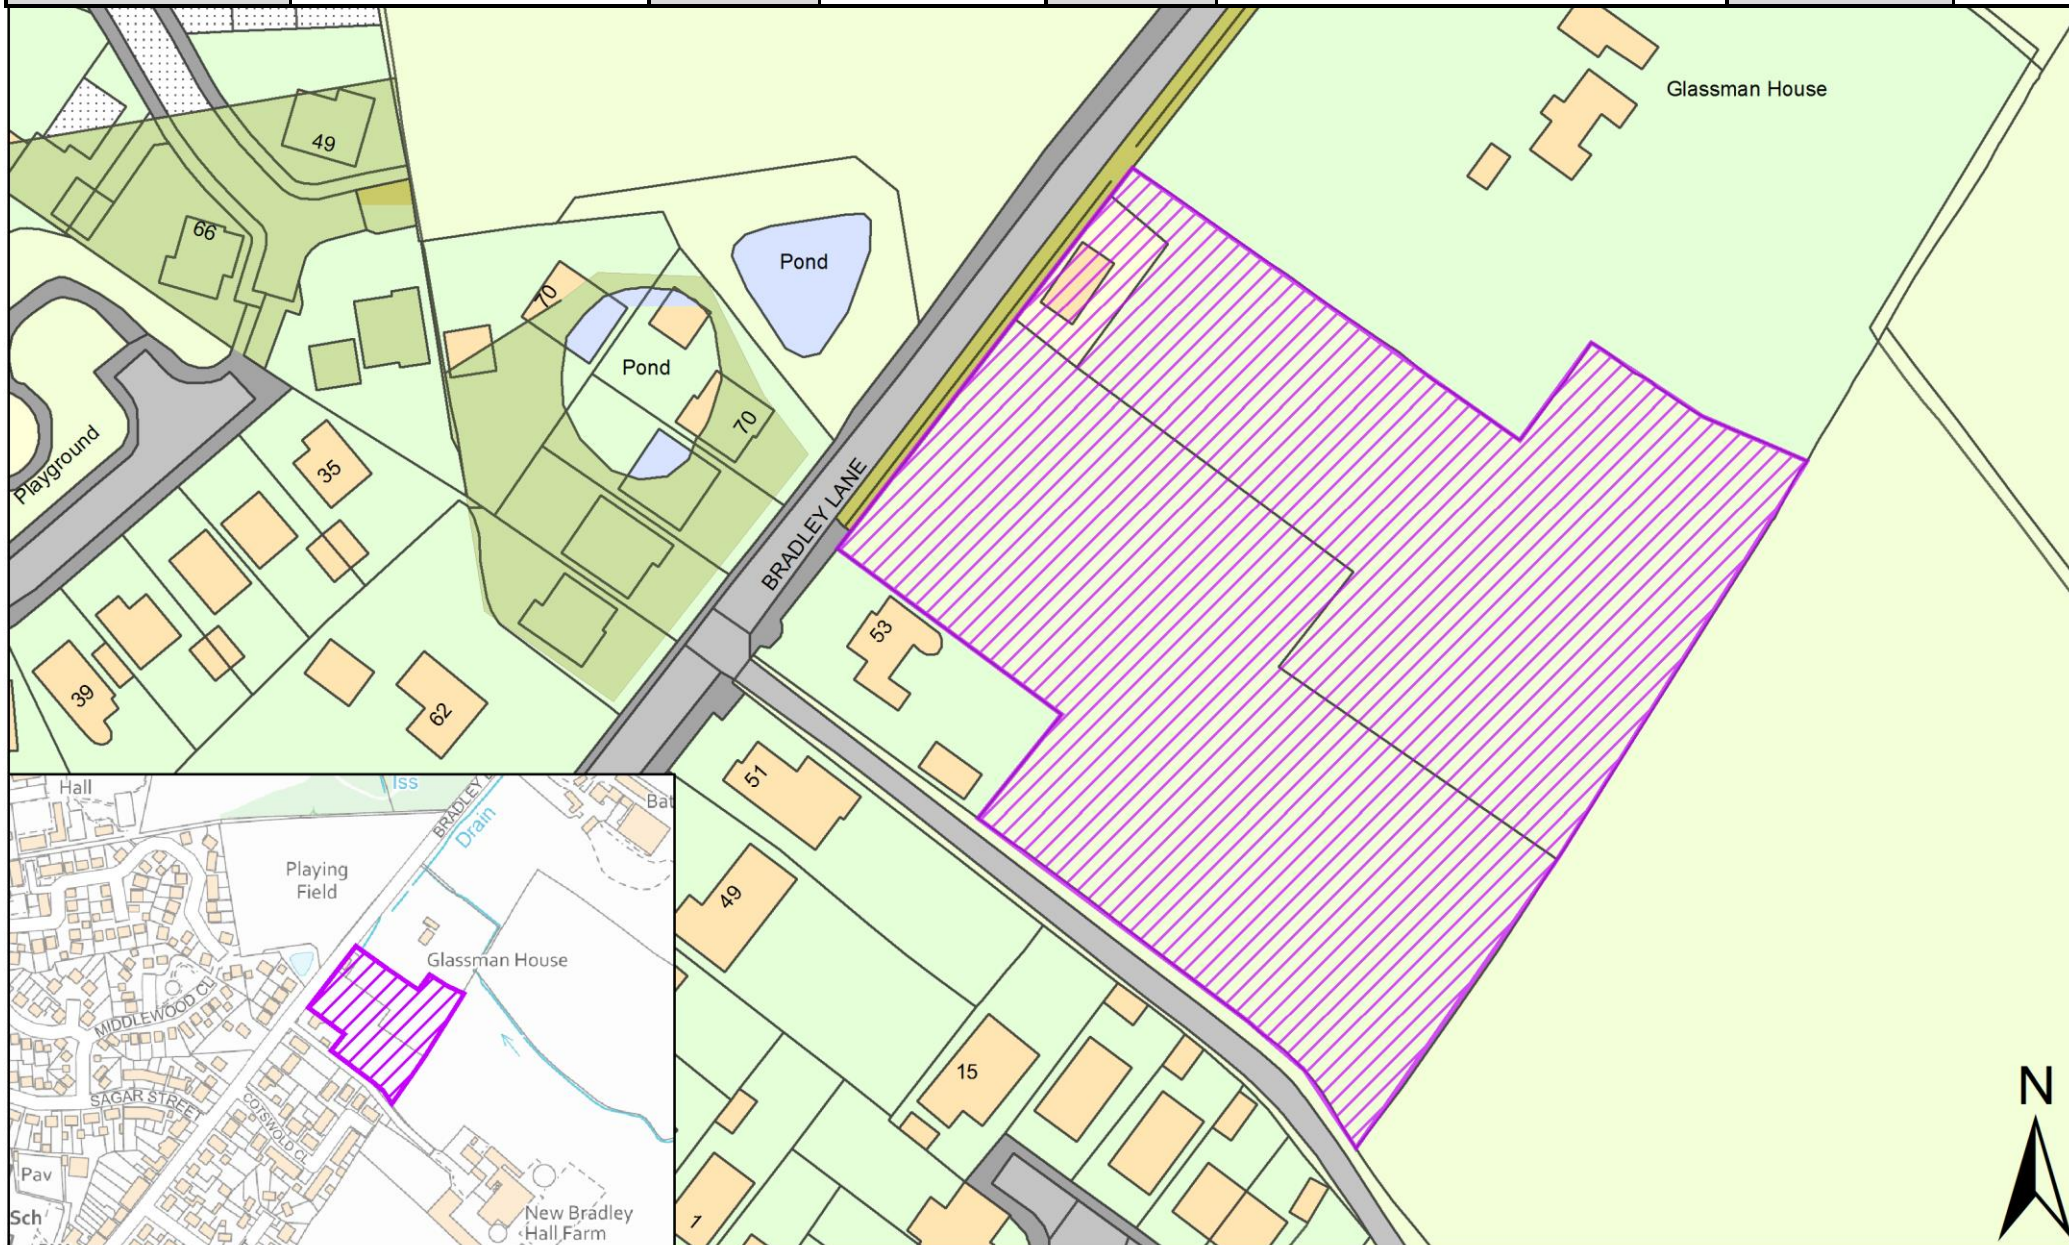 Glassman House
49
66
Pond
70
Pond
70
Playground
35
BRADLEY LANE
53
39
62
51
49
15
1
N
Hall
Iss
BRADLEY
Drain
Bat
Playing
Field
Glassman House
MIDDLEWOOD CL
SAGAR STREET
COTSWOLD CL
Pav
Sch
New Bradley
Hall Farm